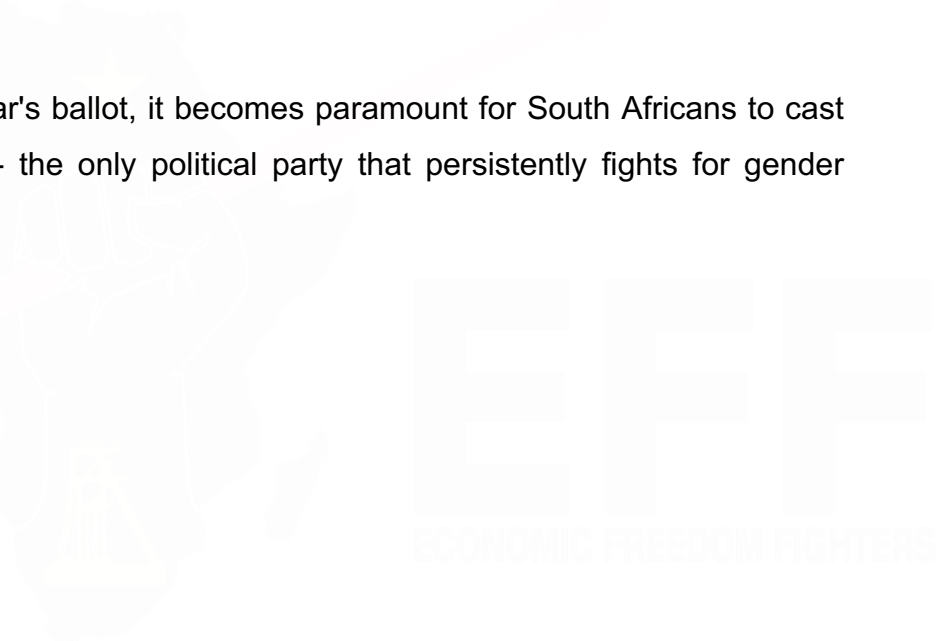 ar's ballot, it becomes paramount for South Africans to cast
- the only political party that persistently fights for gender
EFF
ECONOMIC FREEDOM FIGHTERS